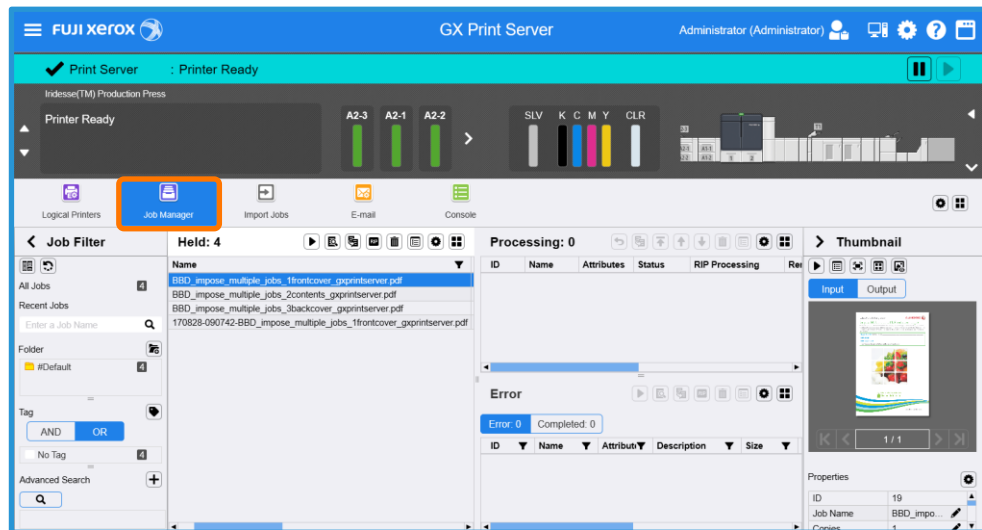 FUJI XEROX
GX Print Server
Administrator (Administrator)
Print Server : Printer Ready
Iridesse(TM) Production Press
Printer Ready
A2-3 A2-1 A2-2
SLV K C M Y CLR
Logical Printers
Job Manager
Import Jobs
E-mail
Console
Job Filter
All Jobs 4
Recent Jobs
Enter a Job Name
Folder
#Default 4
Tag
AND OR
No Tag 4
Advanced Search
Held: 4
Name
BBD_impose_multiple_jobs_1frontcover_gxprintserver.pdf
BBD_impose_multiple_jobs_2contents_gxprintserver.pdf
BBD_impose_multiple_jobs_3backcover_gxprintserver.pdf
170828-090742-BBD_impose_multiple_jobs_1frontcover_gxprintserver.pdf
Processing: 0
ID Name Attributes Status RIP Processing
Error
Error: 0 Completed: 0
ID Name Attribut Description Size
Thumbnail
Input Output
1 / 1
Properties
ID 19
Job Name BBD_impo...
Copies 1